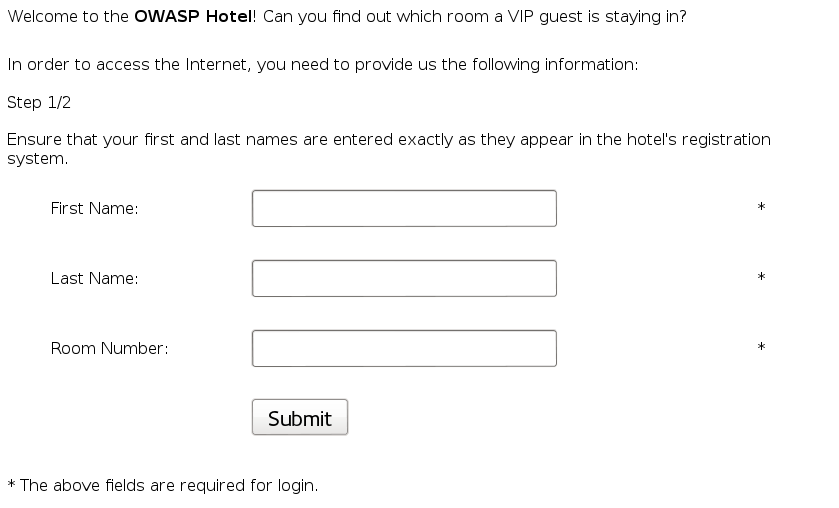 Welcome to the OWASP Hotel! Can you find out which room a VIP guest is staying in?
In order to access the Internet, you need to provide us the following information:
Step 1/2
Ensure that your first and last names are entered exactly as they appear in the hotel's registration
system.
First Name: *
Last Name: *
Room Number: *
Submit
* The above fields are required for login.